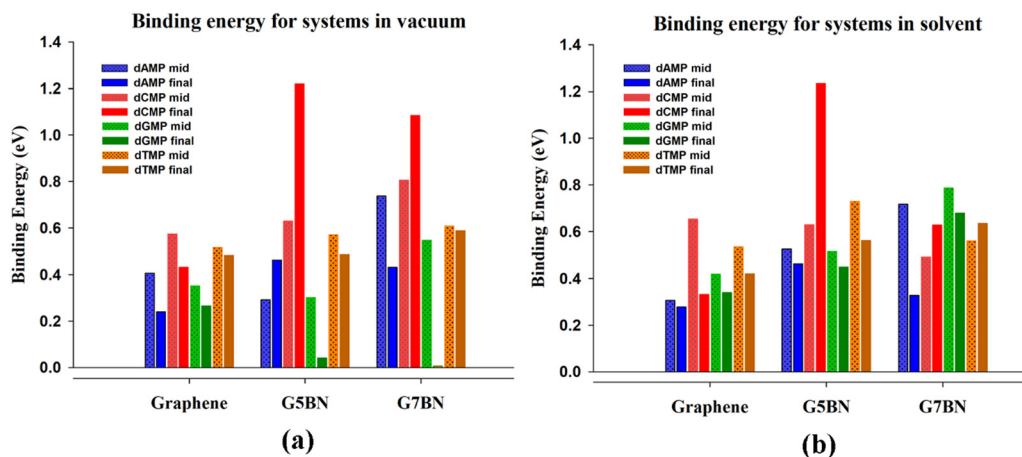 Binding energy for systems in vacuum
Binding Energy (eV)
1.4
1.2
1.0
0.8
0.6
0.4
0.2
0.0
dAMP mid
dAMP final
dCMP mid
dCMP final
dGMP mid
dGMP final
dTMP mid
dTMP final
Graphene G5BN G7BN
(a)
Binding energy for systems in solvent
Binding Energy (eV)
1.4
1.2
1.0
0.8
0.6
0.4
0.2
0.0
dAMP mid
dAMP final
dCMP mid
dCMP final
dGMP mid
dGMP final
dTMP mid
dTMP final
Graphene G5BN G7BN
(b)